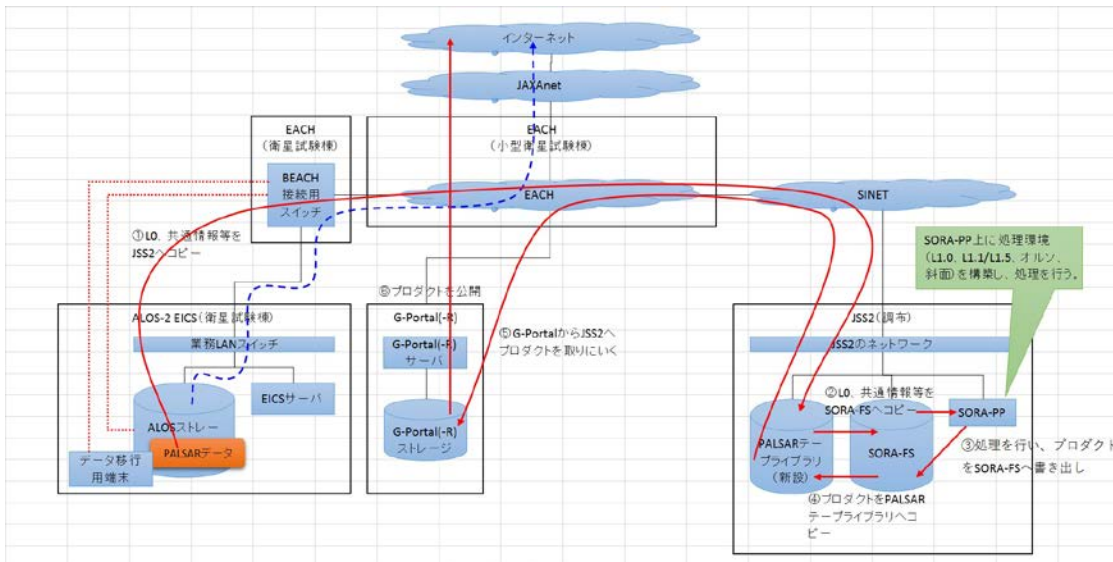 インターネット
JAXAnet
EACH
(衛星試験棟)
EACH
(小型衛星試験棟)
BEACH
接続用
スイッチ
EACH
SINET
①L0、共通情報等を
JSS2へコピー
SORA-PP上に処理環境
(L1.0、L1.1/L1.5、オルソ、
斜面)を構築し、処理を行う。
⑥プロダクトを公開
ALOS-2 EICS(衛星試験棟)
G-Portal(-R)
⑤G-PortalからJSS2へ
プロダクトを取りにいく
JSS2(調布)
業務LANスイッチ
G-Portal(-R)
サーバ
JSS2のネットワーク
EICSサーバ
②L0、共通情報等を
SORA-FSへコピー
SORA-PP
ALOSストレー
PALSARデータ
データ移行
用端末
G-Portal(-R)
ストレージ
PALSARテー
プライブラリ
(新設)
SORA-FS
③処理を行い、プロダクト
をSORA-FSへ書き出し
④プロダクトをPALSAR
テープライブラリへコ
ピー